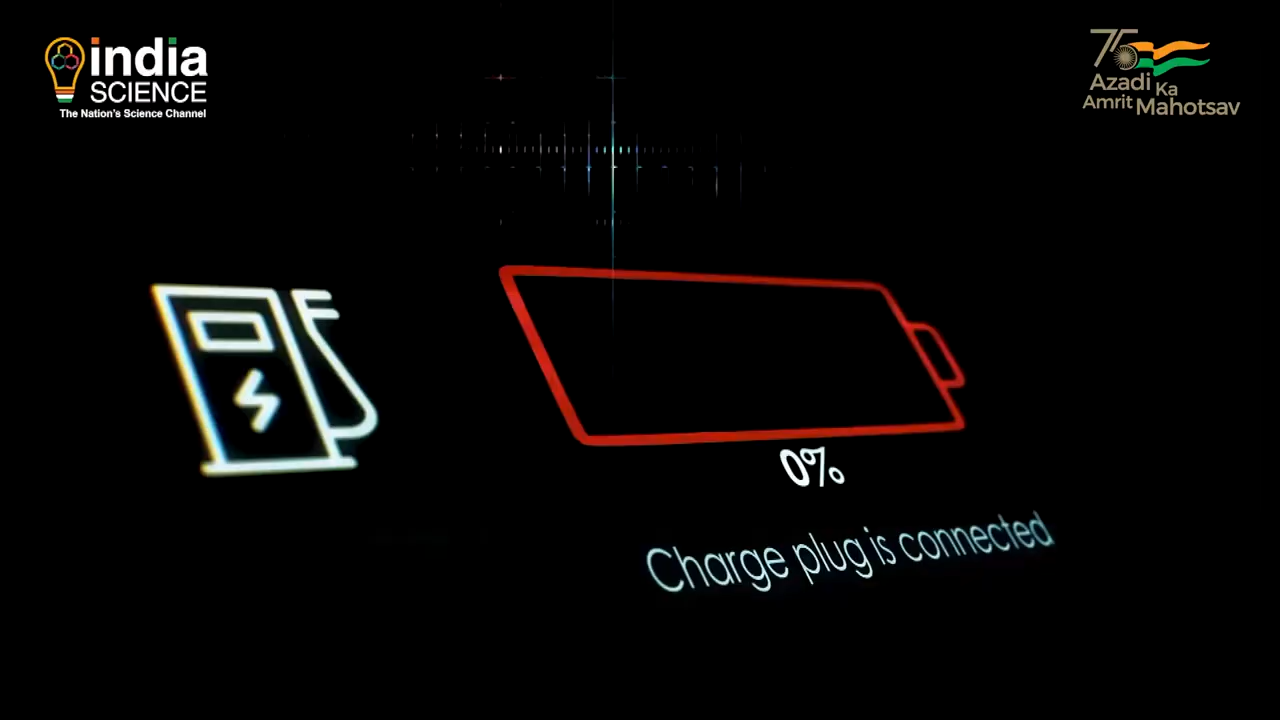 india
SCIENCE
The Nation's Science Channel
75
Azadi Ka
Amrit Mahotsav
0%
Charge plug is connected